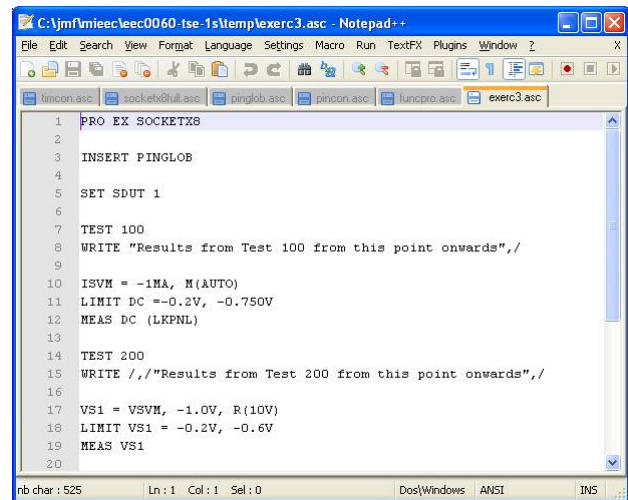 C:\jmf\mieec\eec0060-tse-1s\temp\exerc3.asc - Notepad++
File Edit Search View Format Language Settings Macro Run TextFX Plugins Window ? X
timcon.asc socketx8full.asc pinglob.asc pincon.asc funcpro.asc exerc3.asc
1 PRO EX SOCKETX8
2
3 INSERT PINGLOB
4
5 SET SDUT 1
6
7 TEST 100
8 WRITE "Results from Test 100 from this point onwards",/
9
10 ISVM = -1MA, M(AUTO)
11 LIMIT DC =-0.2V, -0.750V
12 MEAS DC (LKPNL)
13
14 TEST 200
15 WRITE /,/"Results from Test 200 from this point onwards",/
16
17 VS1 = VSVM, -1.0V, R(10V)
18 LIMIT VS1 = -0.2V, -0.6V
19 MEAS VS1
20
nb char : 525 Ln : 1 Col : 1 Sel : 0 Dos\Windows ANSI INS